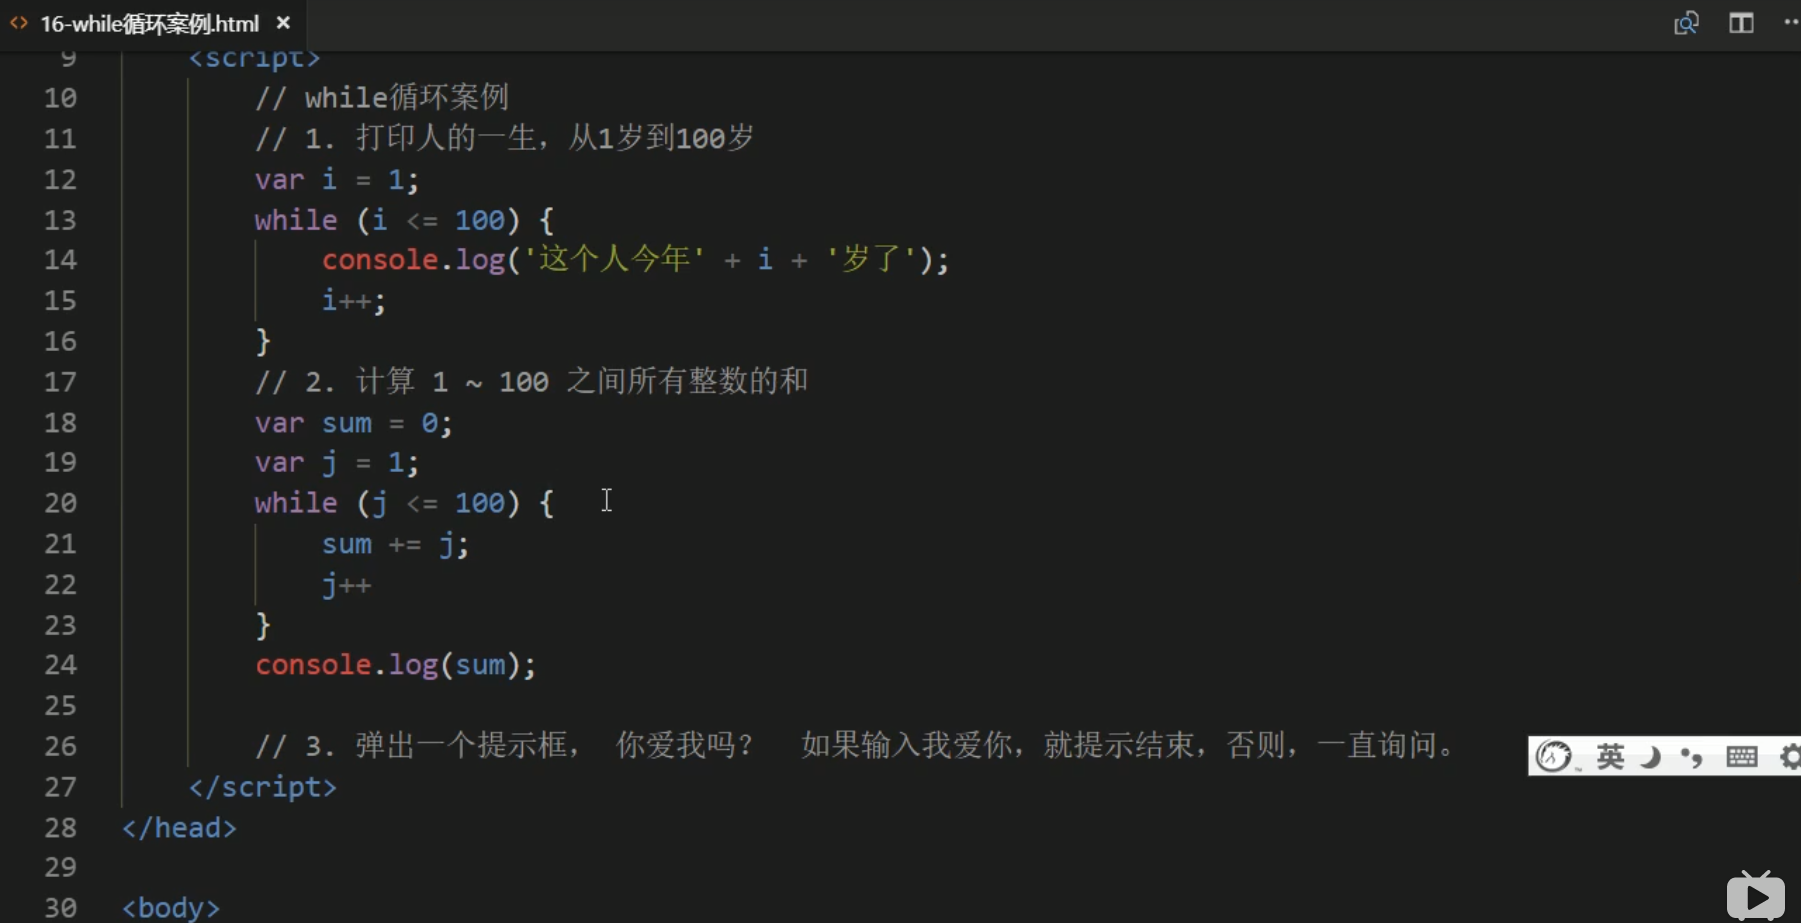 16-while循环案例.html
9 <script>
10 // while循环案例
11 // 1. 打印人的一生，从1岁到100岁
12 var i = 1;
13 while (i <= 100) {
14 console.log('这个人今年' + i + '岁了');
15 i++;
16 }
17 // 2. 计算 1 ~ 100 之间所有整数的和
18 var sum = 0;
19 var j = 1;
20 while (j <= 100) {
21 sum += j;
22 j++
23 }
24 console.log(sum);
25
26 // 3. 弹出一个提示框， 你爱我吗？ 如果输入我爱你，就提示结束，否则，一直询问。
27 </script>
28 </head>
29
30 <body>
英